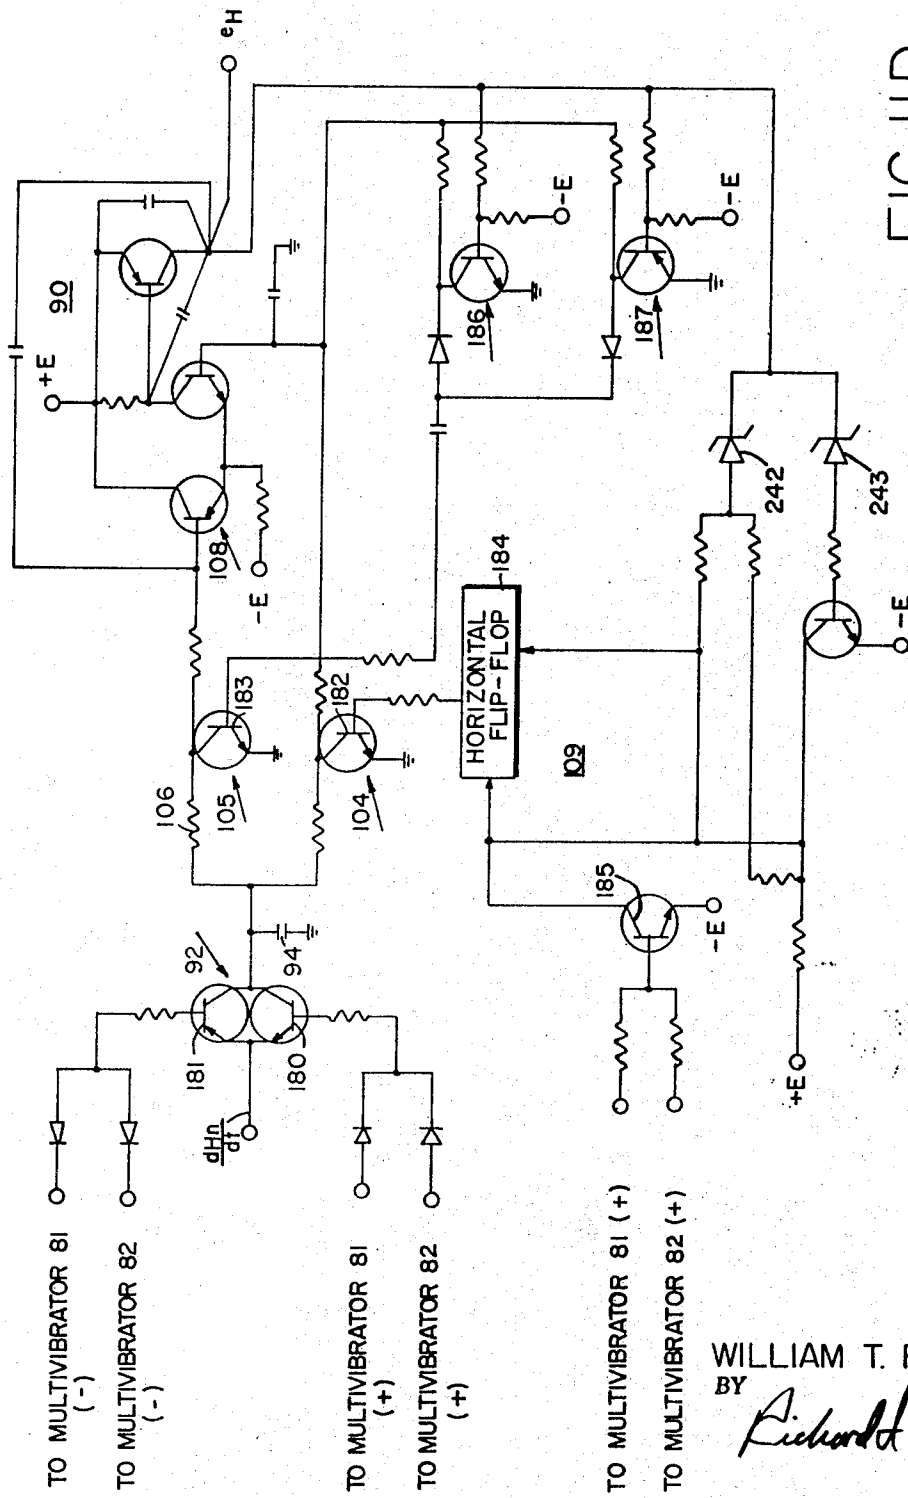 TO MULTIVIBRATOR 81
(-)
TO MULTIVIBRATOR 82
(-)
TO MULTIVIBRATOR 81
(+)
TO MULTIVIBRATOR 82
(+)
TO MULTIVIBRATOR 81 (+)
TO MULTIVIBRATOR 82 (+)
dHn
dt
181
180
92
94
106
105
183
104
182
108
-E
+E
90
eH
186
-E
187
-E
HORIZONTAL
FLIP-FLOP
184
109
185
-E
+E
242
243
-E
WILLIAM T.
BY
Richard